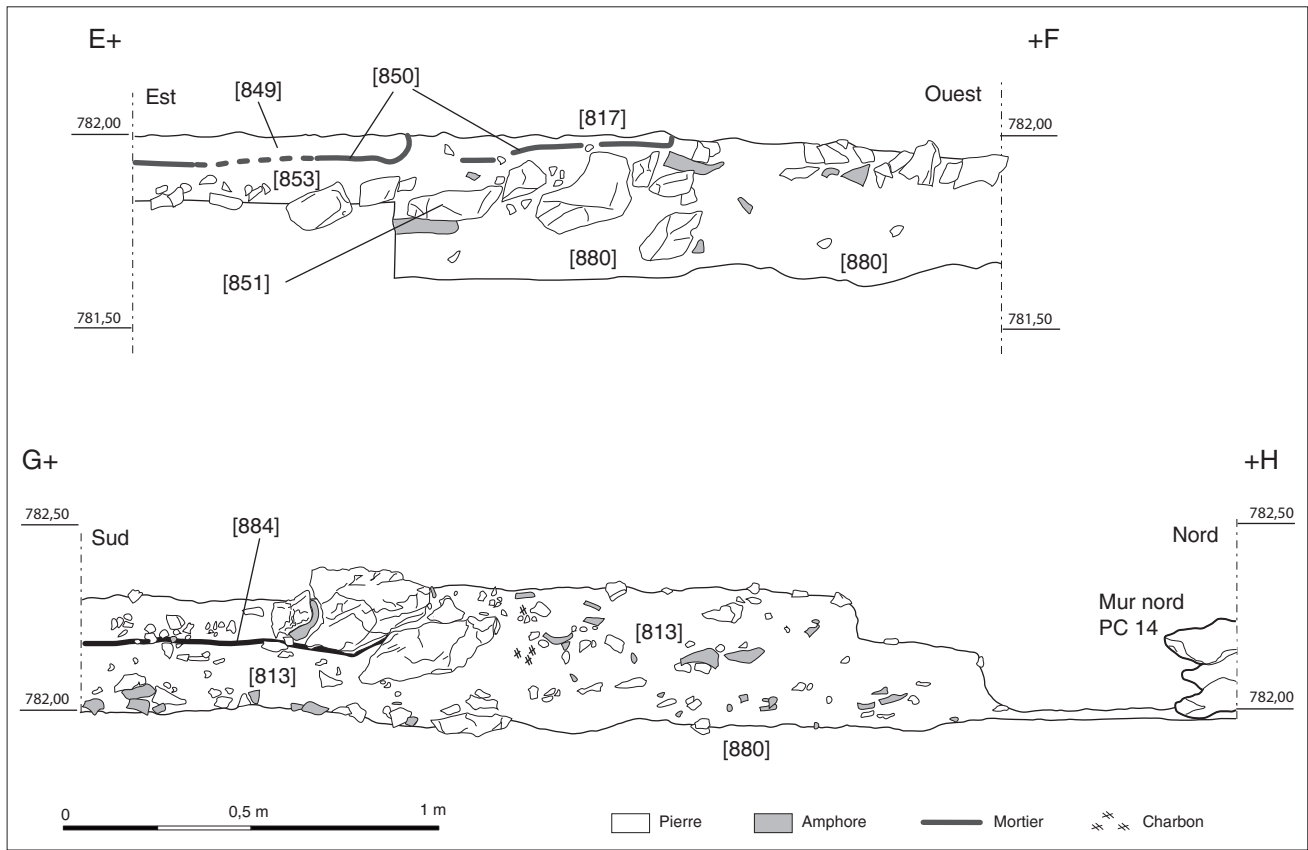 E+ +F
Est [849] [850] [817] Ouest
782,00 782,00
[853]
[851] [880] [880]
781,50 781,50
G+ +H
782,50 782,50
Sud [884] Nord
Mur nord
PC 14
[813]
[813]
782,00 782,00
[880]
0 0,5 m 1 m
Pierre Amphore Mortier Charbon